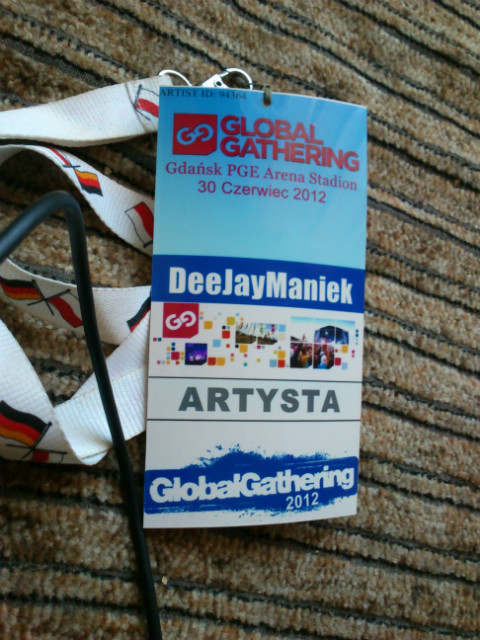 ARTIST ID: 94364
GLOBAL
GATHERING
Gdańsk PGE Arena Stadion
30 Czerwiec 2012
DeeJayManiek
ARTYSTA
GlobalGathering
2012